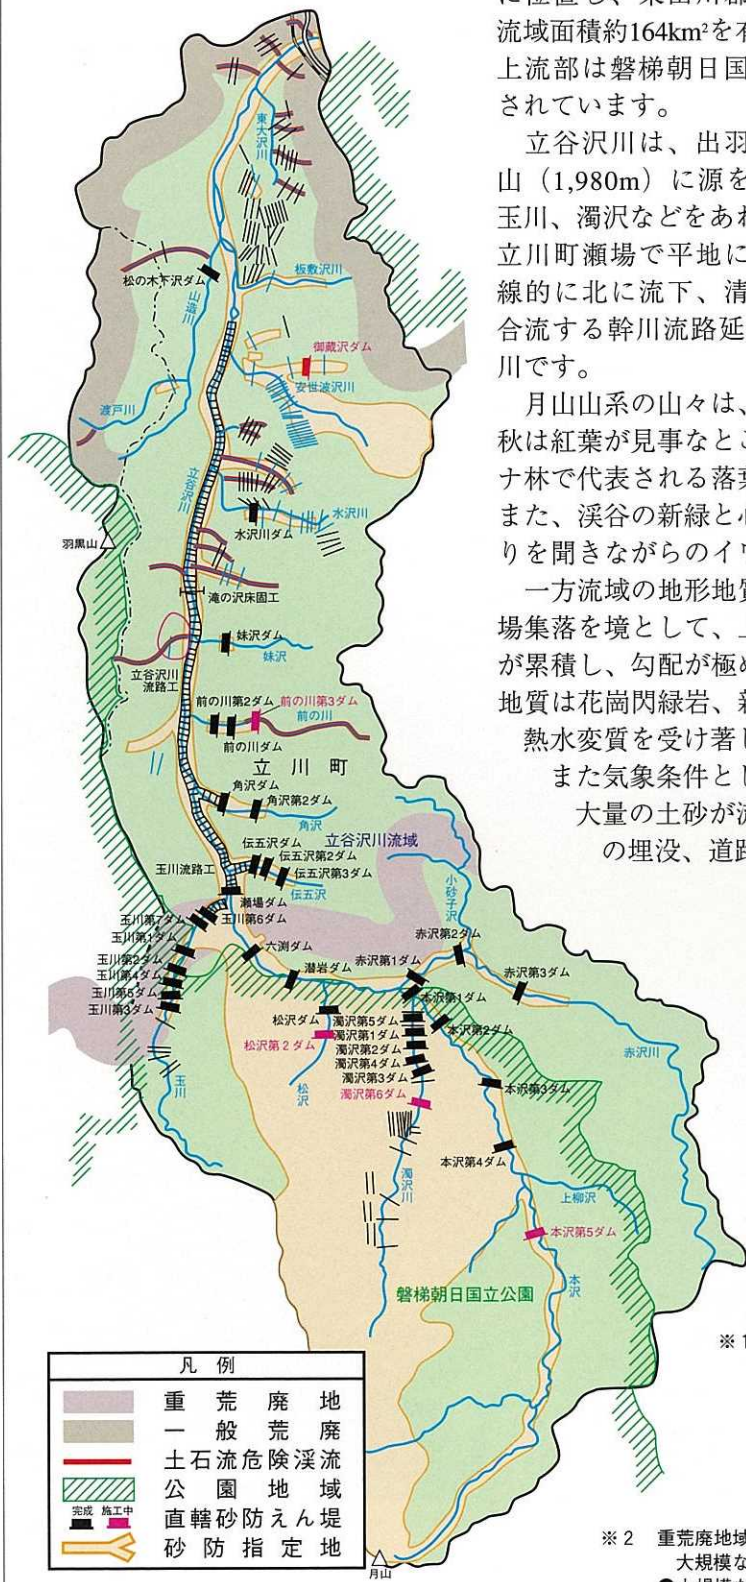 に位置し、東田川郡
流域面積約164km²を有
上流部は磐梯朝日国
されています。
立谷沢川は、出羽
山（1,980m）に源を
玉川、濁沢などをあわ
立川町瀬場で平地に
線的に北に流下、清
合流する幹川流路延
川です。
月山山系の山々は、
秋は紅葉が見事なとこ
ナ林で代表される落葉
また、渓谷の新緑と心
りを聞きながらのイワ
一方流域の地形地質
場集落を境として、上
が累積し、勾配が極め
地質は花崗閃緑岩、新
熱水変質を受け著し
また気象条件とし
大量の土砂が流
の埋没、道路
東大沢川
板敷沢川
松の木下沢ダム
山造川
御蔵沢ダム
安世波沢川
渡戸川
立谷沢川
水沢川
水沢川ダム
羽黒山
滝の沢床固工
妹沢ダム
妹沢
立谷沢川
流路工
前の川第2ダム
前の川第3ダム
前の川
前の川ダム
立川町
角沢ダム
角沢第2ダム
角沢
立谷沢川流域
伝五沢ダム
伝五沢第2ダム
伝五沢第3ダム
伝五沢
玉川流路工
瀬場ダム
小砂子沢
玉川第7ダム
玉川第6ダム
玉川第1ダム
玉川第2ダム
玉川第4ダム
玉川第5ダム
玉川第3ダム
六渕ダム
潜岩ダム
赤沢第2ダム
赤沢第1ダム
赤沢第3ダム
本沢第1ダム
本沢第2ダム
松沢ダム
松沢第2ダム
濁沢第5ダム
濁沢第1ダム
濁沢第2ダム
濁沢第4ダム
濁沢第3ダム
濁沢第6ダム
赤沢川
玉川
松沢
本沢第3ダム
本沢第4ダム
濁沢川
上柳沢
本沢第5ダム
本沢
磐梯朝日国立公園
※1
凡例
重荒廃地
一般荒廃
土石流危険渓流
公園地域
完成 施工中
直轄砂防えん堤
砂防指定地
月山
※2 重荒廃地域
大規模な